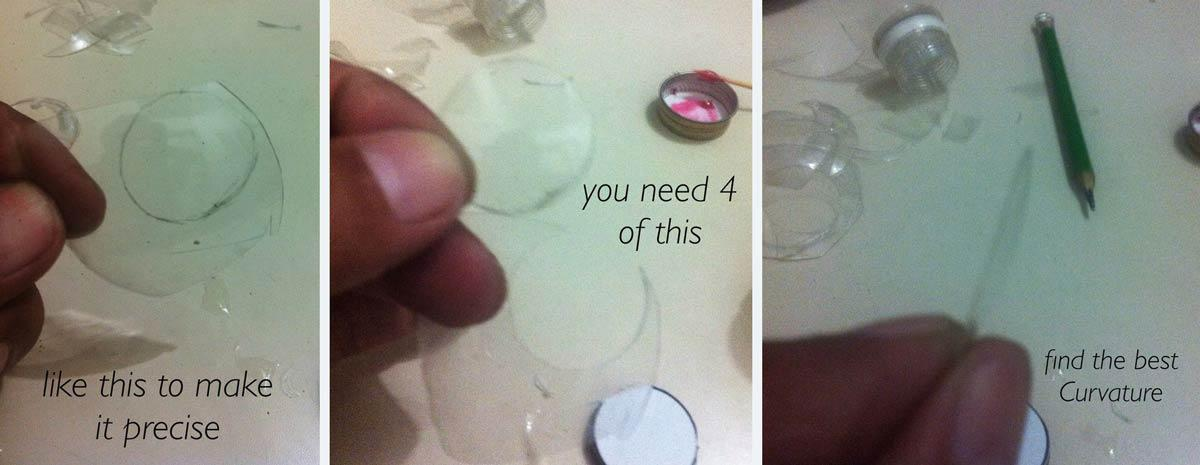 like this to make
it precise
you need 4
of this
find the best
Curvature